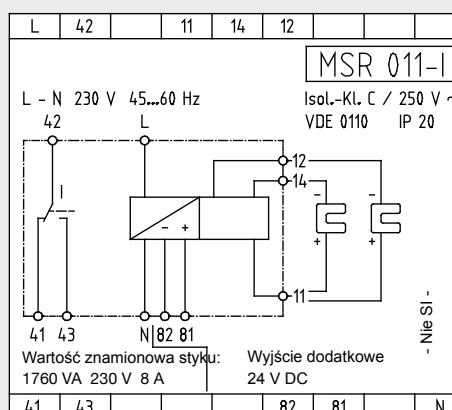 L 42 11 14 12
MSR 011-I
L - N 230 V 45...60 Hz
Isol.-Kl. C / 250 V ~
VDE 0110 IP 20
42 L
12
14
I
- -
- +
+ +
11
- Nie SI -
41 43 N 82 81
Wartość znamionowa styku: Wyjście dodatkowe
1760 VA 230 V 8 A 24 V DC
41 43 82 81 N